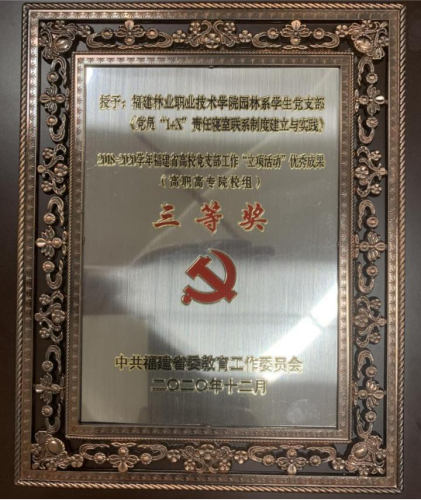 授予：福建林业职业技术学院园林系学生党支部
《党员“1+X”责任寝室联系制度建立与实践》
2018-2020学年福建省高校党支部工作“立项活动”优秀成果
（高职高专院校组）
三等奖
中共福建省委教育工作委员会
二〇二〇年十二月